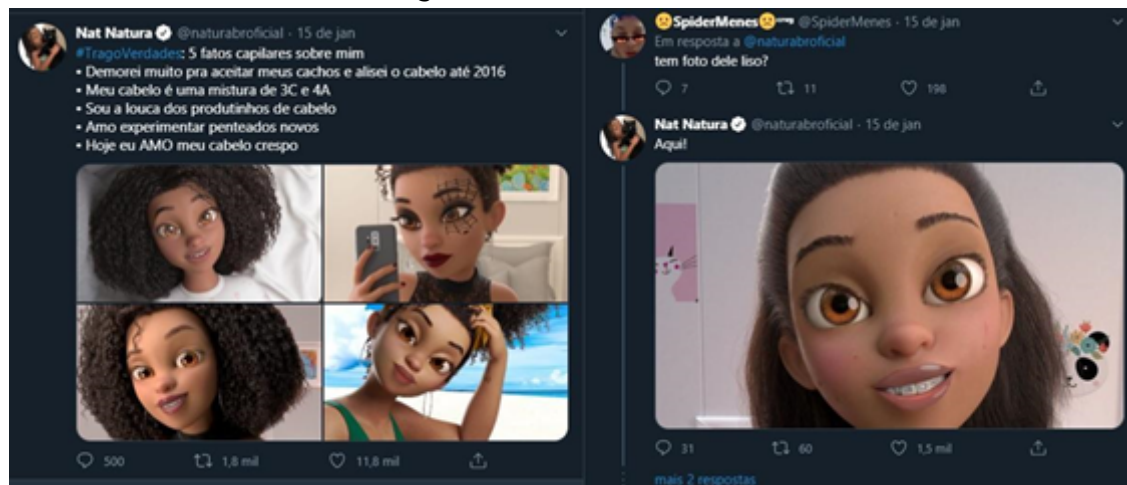 Nat Natura @naturabroficial · 15 de jan
#TragoVerdades: 5 fatos capilares sobre mim
• Demorei muito pra aceitar meus cachos e alisei o cabelo até 2016
• Meu cabelo é uma mistura de 3C e 4A
• Sou a louca dos produtinhos de cabelo
• Amo experimentar penteados novos
• Hoje eu AMO meu cabelo crespo
500 1,8 mil 11,8 mil
SpiderMenes @SpiderMenes · 15 de jan
Em resposta a @naturabroficial
tem foto dele liso?
7 11 198
Nat Natura @naturabroficial · 15 de jan
Aqui!
31 60 1,5 mil
mais 2 respostas